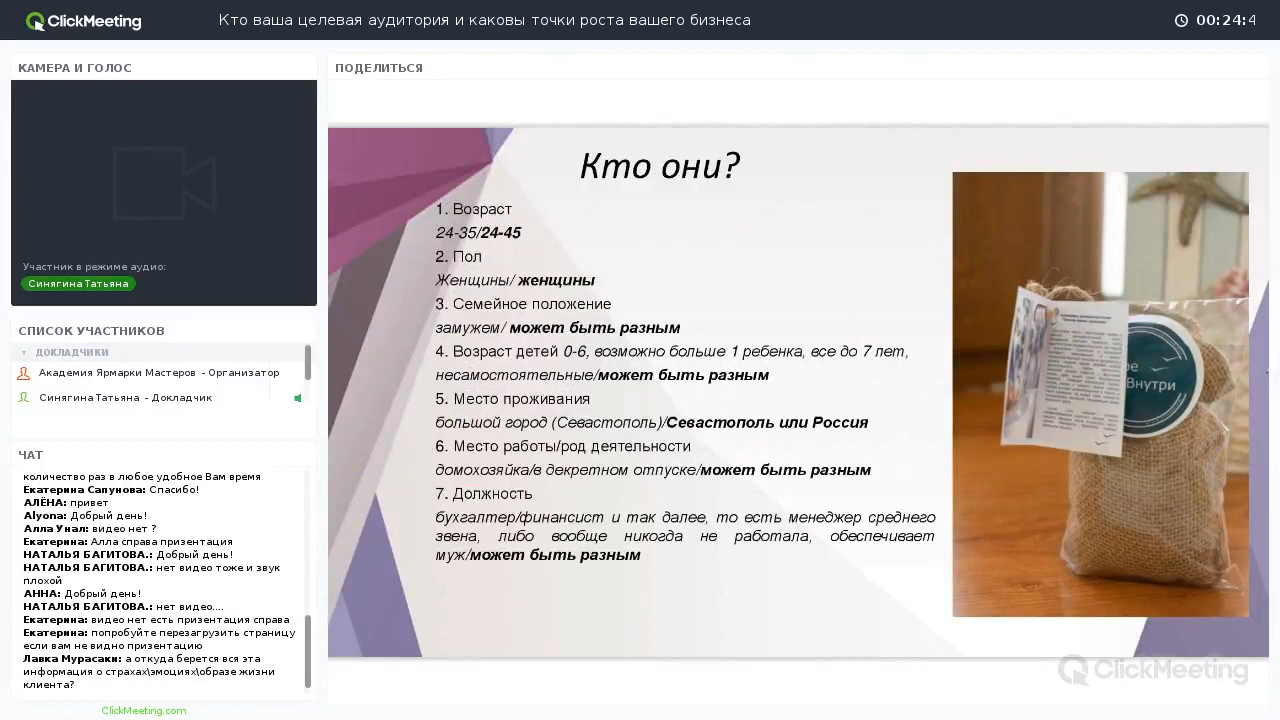 ClickMeeting
Кто ваша целевая аудитория и каковы точки роста вашего бизнеса
00:24:4
КАМЕРА И ГОЛОС
Участник в режиме аудио:
Синягина Татьяна
СПИСОК УЧАСТНИКОВ
ДОКЛАДЧИКИ
Академия Ярмарки Мастеров - Организатор
Синягина Татьяна - Докладчик
ЧАТ
количество раз в любое удобное Вам время
Екатерина Сапунова: Спасибо!
АЛЁНА: привет
Alyona: Добрый день!
Алла Унал: видео нет ?
Екатерина: Алла справа призентация
НАТАЛЬЯ БАГИТОВА.: Добрый день!
НАТАЛЬЯ БАГИТОВА.: нет видео тоже и звук
плохой
АННА: Добрый день!
НАТАЛЬЯ БАГИТОВА.: нет видео....
Екатерина: видео нет есть призентация справа
Екатерина: попробуйте перезагрузить страницу
если вам не видно призентацию
Лавка Мурасаки: а откуда берется вся эта
информация о страхах\эмоциях\образе жизни
клиента?
ClickMeeting.com
ПОДЕЛИТЬСЯ
Кто они?
1. Возраст
24-35/24-45
2. Пол
Женщины/ женщины
3. Семейное положение
замужем/ может быть разным
4. Возраст детей 0-6, возможно больше 1 ребенка, все до 7 лет,
несамостоятельные/может быть разным
5. Место проживания
большой город (Севастополь)/Севастополь или Россия
6. Место работы/род деятельности
домохозяйка/в декретном отпуске/может быть разным
7. Должность
бухгалтер/финансист и так далее, то есть менеджер среднего
звена, либо вообще никогда не работала, обеспечивает
муж/может быть разным
Внутри
ClickMeeting